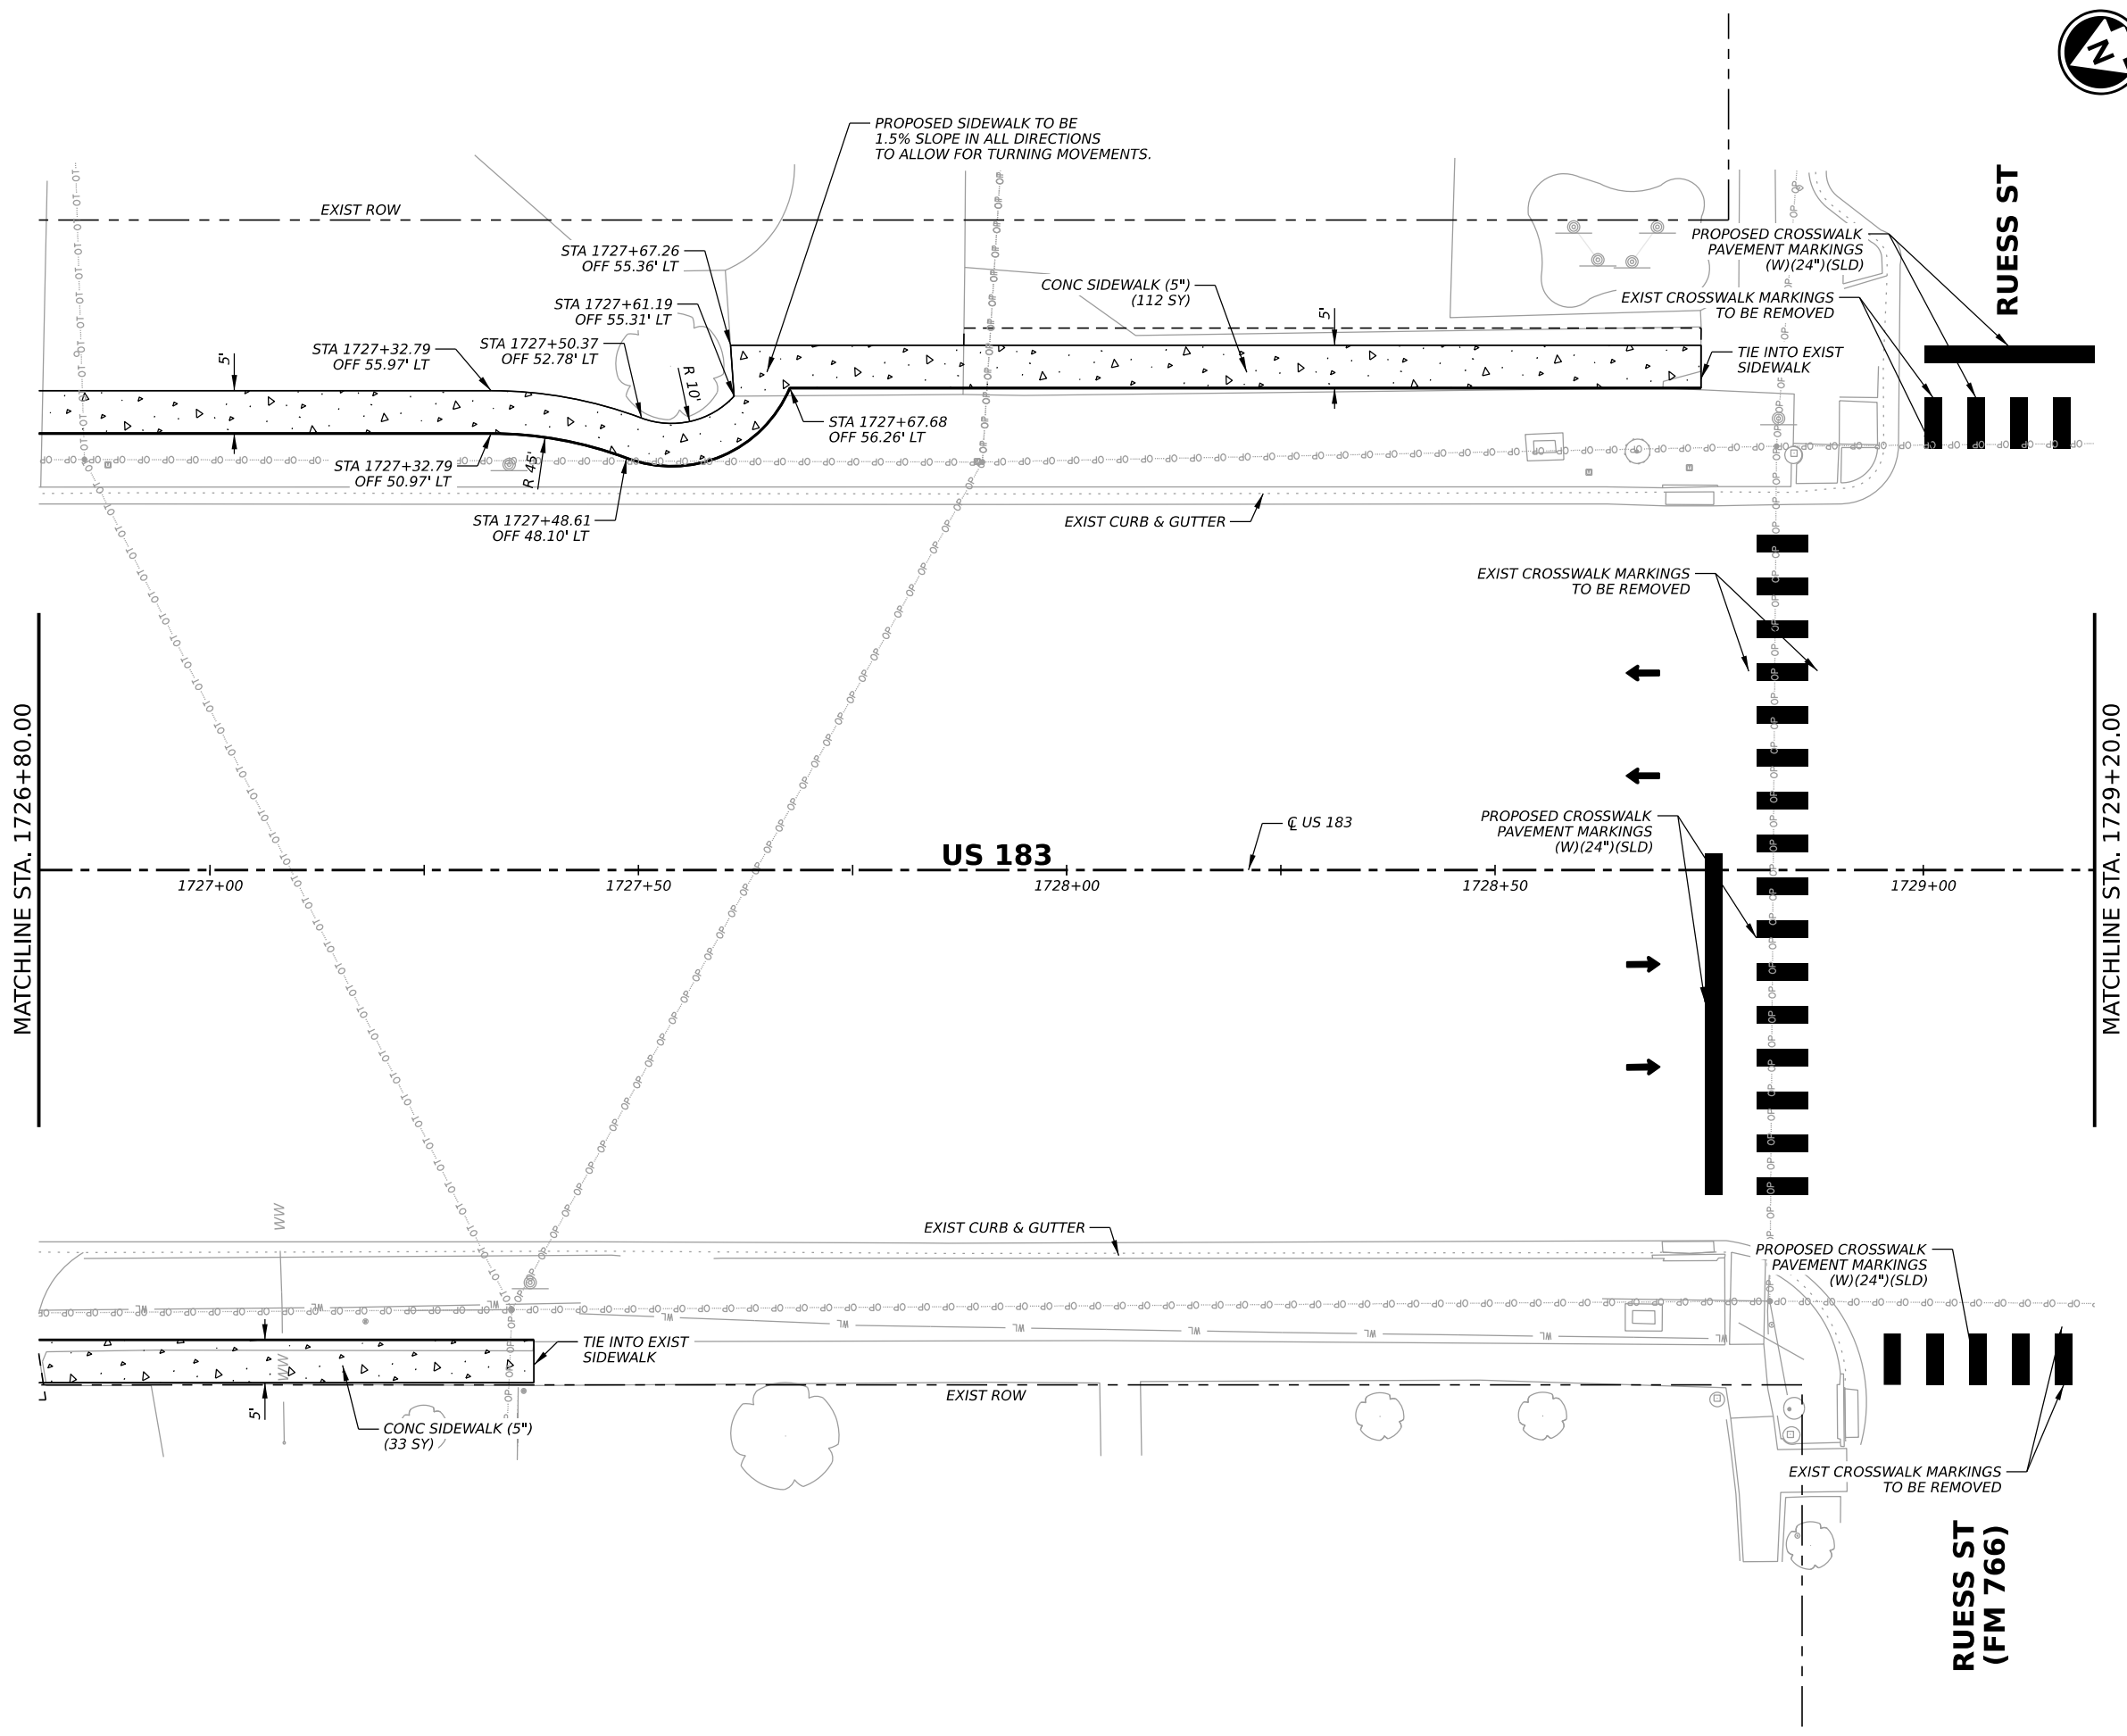 N
PROPOSED SIDEWALK TO BE
1.5% SLOPE IN ALL DIRECTIONS
TO ALLOW FOR TURNING MOVEMENTS.
EXIST ROW
STA 1727+67.26
OFF 55.36' LT
STA 1727+61.19
OFF 55.31' LT
STA 1727+50.37
OFF 52.78' LT
STA 1727+32.79
OFF 55.97' LT
5'
R 10'
CONC SIDEWALK (5")
(112 SY)
5'
PROPOSED CROSSWALK
PAVEMENT MARKINGS
(W)(24")(SLD)
EXIST CROSSWALK MARKINGS
TO BE REMOVED
RUESS ST
TIE INTO EXIST
SIDEWALK
STA 1727+67.68
OFF 56.26' LT
STA 1727+32.79
OFF 50.97' LT
R 45'
STA 1727+48.61
OFF 48.10' LT
EXIST CURB & GUTTER
EXIST CROSSWALK MARKINGS
TO BE REMOVED
MATCHLINE STA. 1726+80.00
MATCHLINE STA. 1729+20.00
PROPOSED CROSSWALK
PAVEMENT MARKINGS
(W)(24")(SLD)
℄ US 183
US 183
1727+00
1727+50
1728+00
1728+50
1729+00
WW
EXIST CURB & GUTTER
PROPOSED CROSSWALK
PAVEMENT MARKINGS
(W)(24")(SLD)
OP
WL
TIE INTO EXIST
SIDEWALK
WW
EXIST ROW
5'
CONC SIDEWALK (5")
(33 SY)
EXIST CROSSWALK MARKINGS
TO BE REMOVED
RUESS ST
(FM 766)